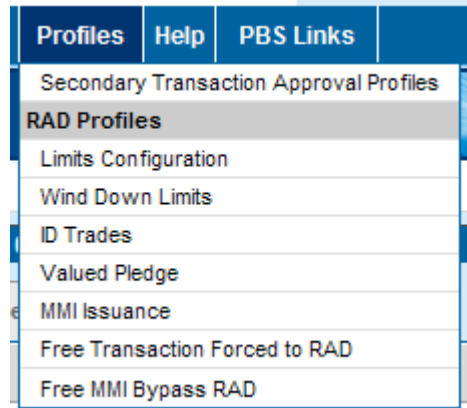 Profiles Help PBS Links
Secondary Transaction Approval Profiles
RAD Profiles
Limits Configuration
Wind Down Limits
ID Trades
Valued Pledge
MMI Issuance
Free Transaction Forced to RAD
Free MMI Bypass RAD